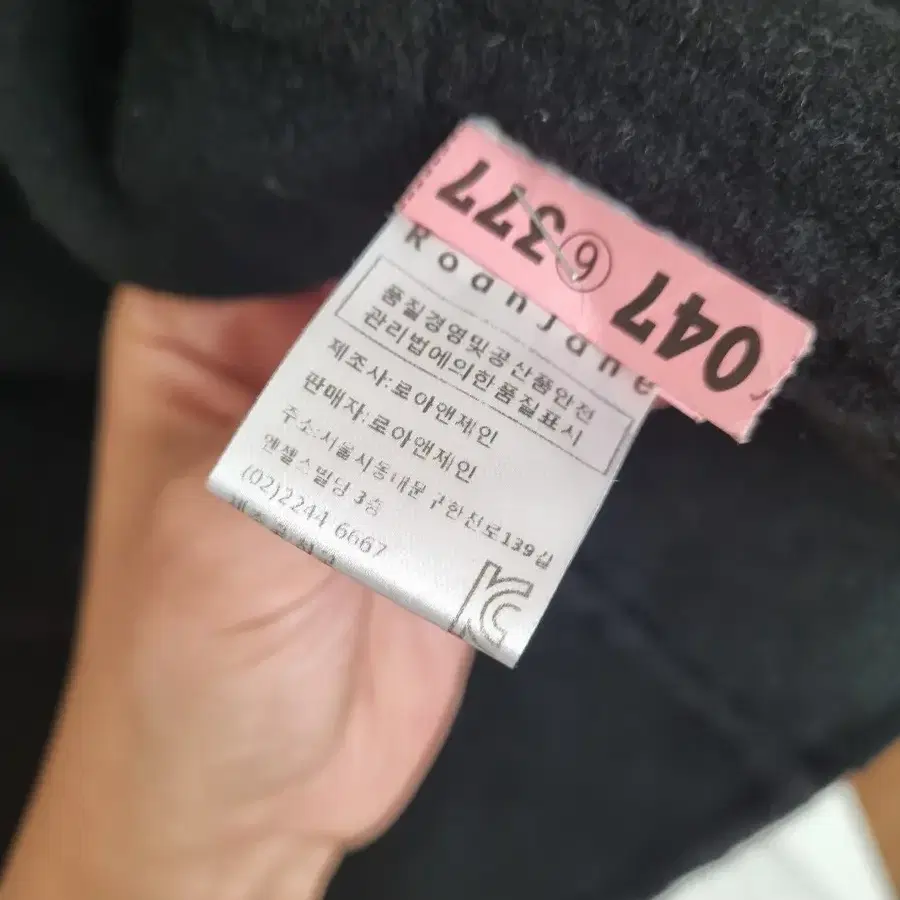 047 ⑥377
RoanJane
품질경영및공산품안전
관리법에의한품질표시
제조사:로아앤제인
판매자:로아앤제인
주소:서울시동대문구한천로139길
엔젤스빌딩 3층
(02)2244 6667